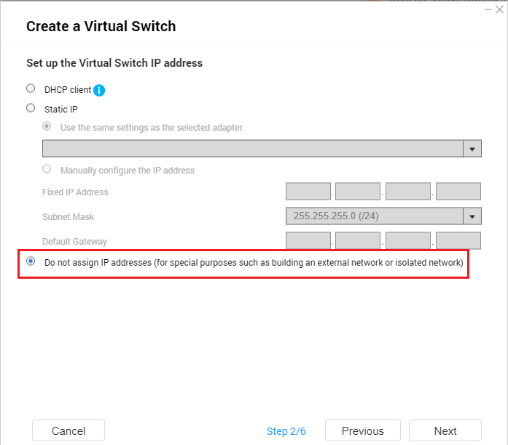 Create a Virtual Switch
Set up the Virtual Switch IP address
DHCP client i
Static IP
Use the same settings as the selected adapter.
Manually configure the IP address
Fixed IP Address . . .
Subnet Mask 255.255.255.0 (/24)
Default Gateway . . .
Do not assign IP addresses (for special purposes such as building an external network or isolated network)
Cancel Step 2/6 Previous Next